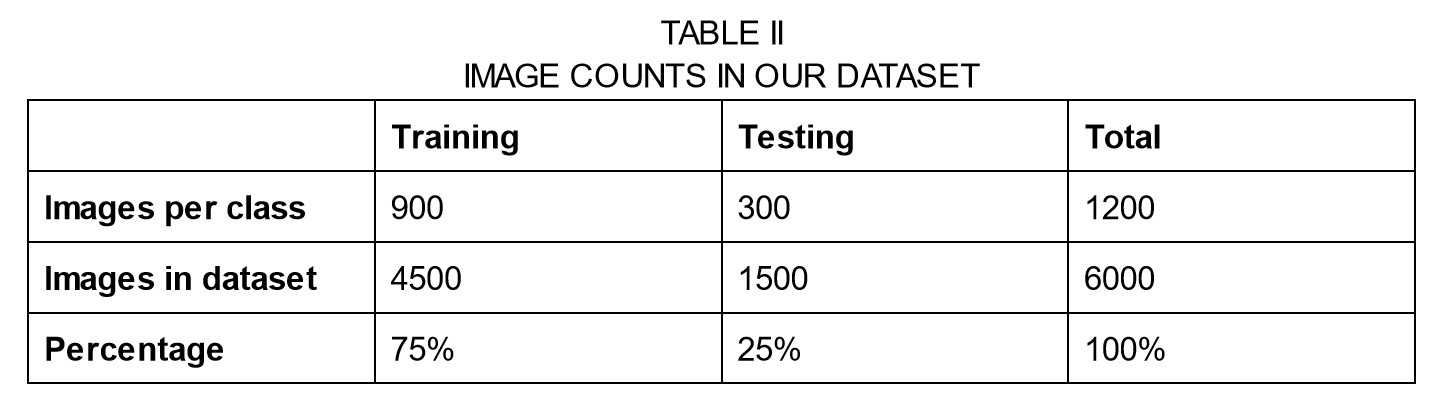 TABLE II
IMAGE COUNTS IN OUR DATASET
Training Testing Total
Images per class 900 300 1200
Images in dataset 4500 1500 6000
Percentage 75% 25% 100%